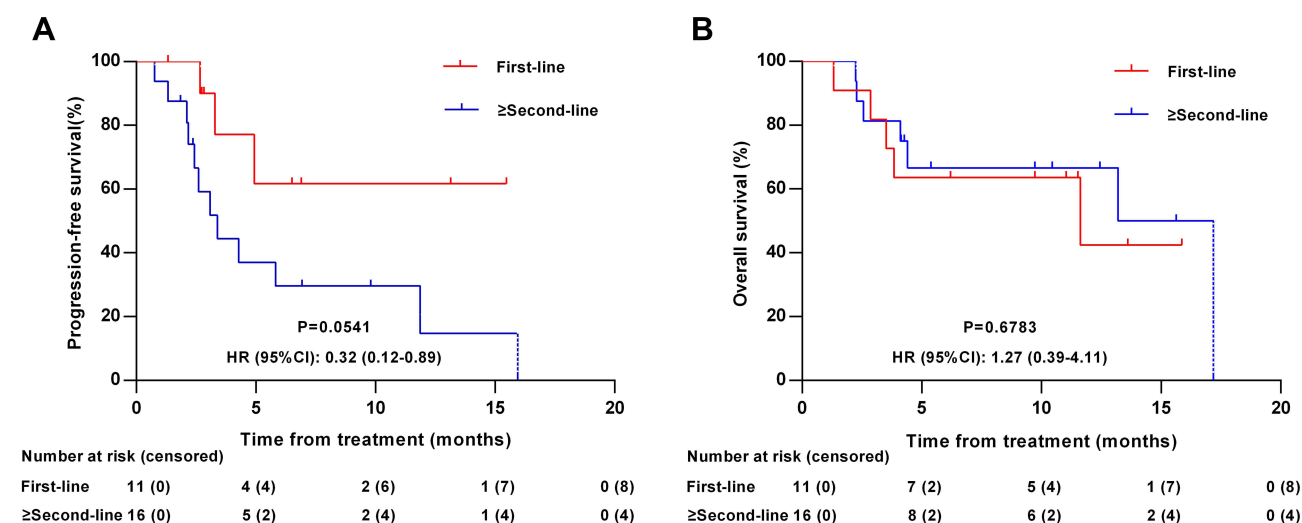 A
100
80
60
40
20
0
Progression-free survival(%)
First-line
≥Second-line
P=0.0541
HR (95%CI): 0.32 (0.12-0.89)
0 5 10 15 20
Time from treatment (months)
Number at risk (censored)
First-line 11 (0) 4 (4) 2 (6) 1 (7) 0 (8)
≥Second-line 16 (0) 5 (2) 2 (4) 1 (4) 0 (4)
B
100
80
60
40
20
0
Overall survival (%)
First-line
≥Second-line
P=0.6783
HR (95%CI): 1.27 (0.39-4.11)
0 5 10 15 20
Time from treatment (months)
Number at risk (censored)
First-line 11 (0) 7 (2) 5 (4) 1 (7) 0 (8)
≥Second-line 16 (0) 8 (2) 6 (2) 2 (4) 0 (4)